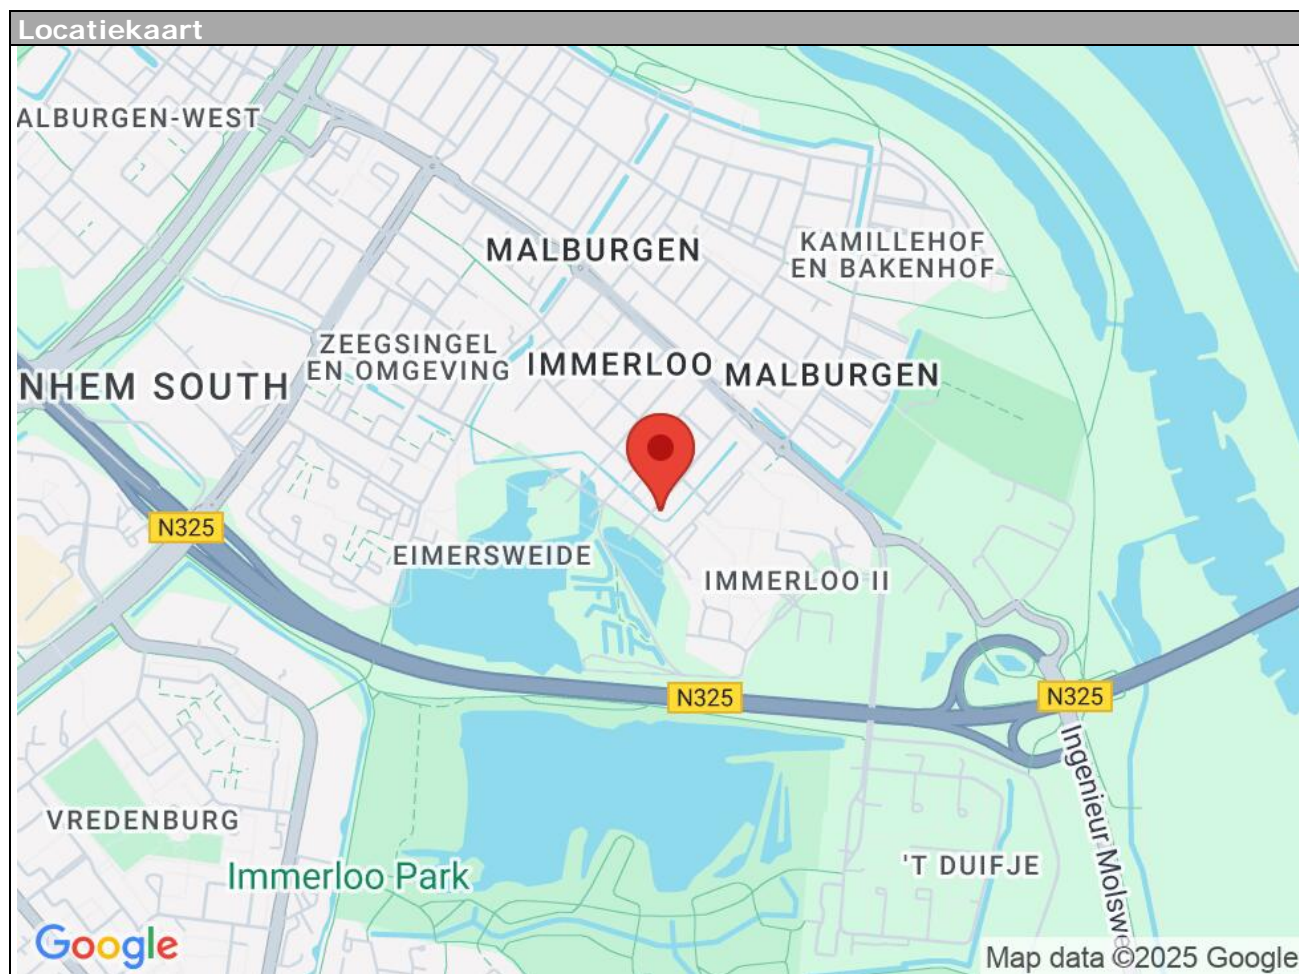 Locatiekaart
ALBURGEN-WEST
MALBURGEN
KAMILLEHOF
EN BAKENHOF
ZEEGSINGEL
EN OMGEVING
IMMERLOO
MALBURGEN
NHEM SOUTH
N325
EIMERSWEIDE
IMMERLOO II
N325
N325
Ingenieur Molswe
VREDENBURG
Immerloo Park
'T DUIFJE
Google
Map data ©2025 Google